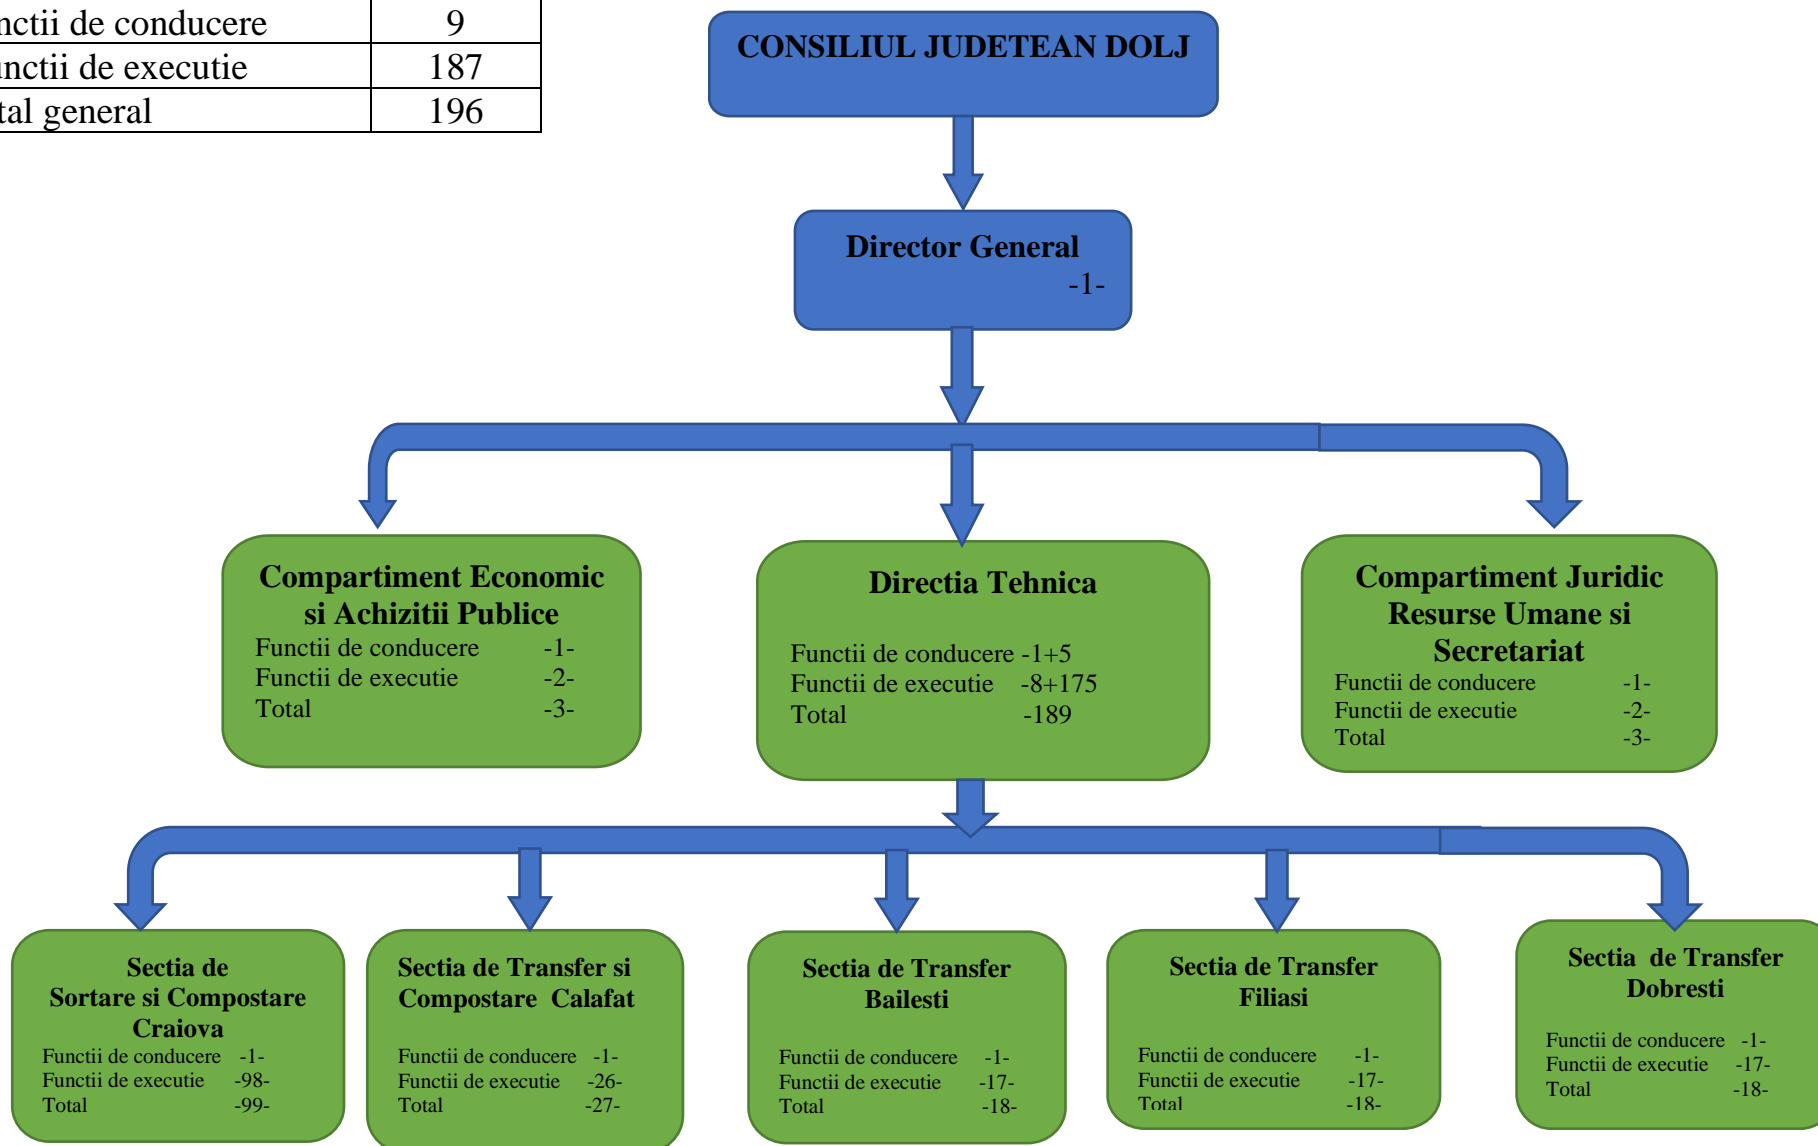 nctii de conducere 9
unctii de executie 187
tal general 196
CONSILIUL JUDETEAN DOLJ
Director General
-1-
Compartiment Economic
si Achizitii Publice
Functii de conducere -1-
Functii de executie -2-
Total -3-
Directia Tehnica
Functii de conducere -1+5
Functii de executie -8+175
Total -189
Compartiment Juridic
Resurse Umane si
Secretariat
Functii de conducere -1-
Functii de executie -2-
Total -3-
Sectia de
Sortare si Compostare
Craiova
Functii de conducere -1-
Functii de executie -98-
Total -99-
Sectia de Transfer si
Compostare Calafat
Functii de conducere -1-
Functii de executie -26-
Total -27-
Sectia de Transfer
Bailesti
Functii de conducere -1-
Functii de executie -17-
Total -18-
Sectia de Transfer
Filiasi
Functii de conducere -1-
Functii de executie -17-
Total -18-
Sectia de Transfer
Dobresti
Functii de conducere -1-
Functii de executie -17-
Total -18-